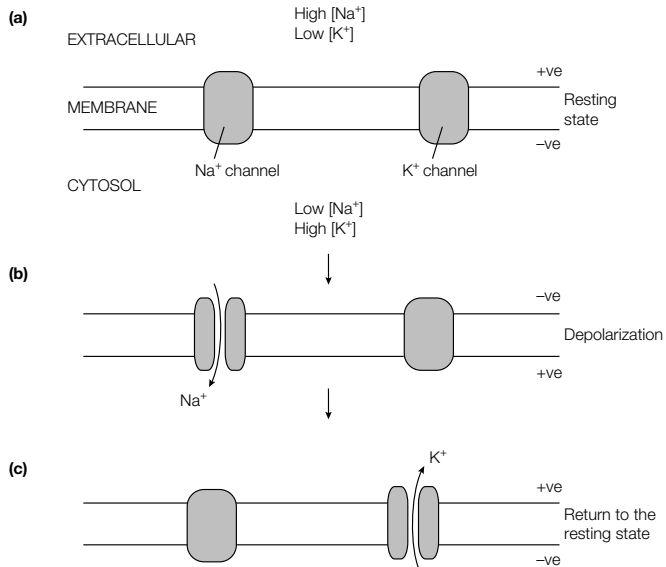 (a)
High [Na⁺]
Low [K⁺]
EXTRACELLULAR
+ve
MEMBRANE
Resting
state
–ve
Na⁺ channel
K⁺ channel
CYTOSOL
Low [Na⁺]
High [K⁺]
(b)
–ve
Depolarization
+ve
Na⁺
(c)
K⁺
+ve
Return to the
resting state
–ve